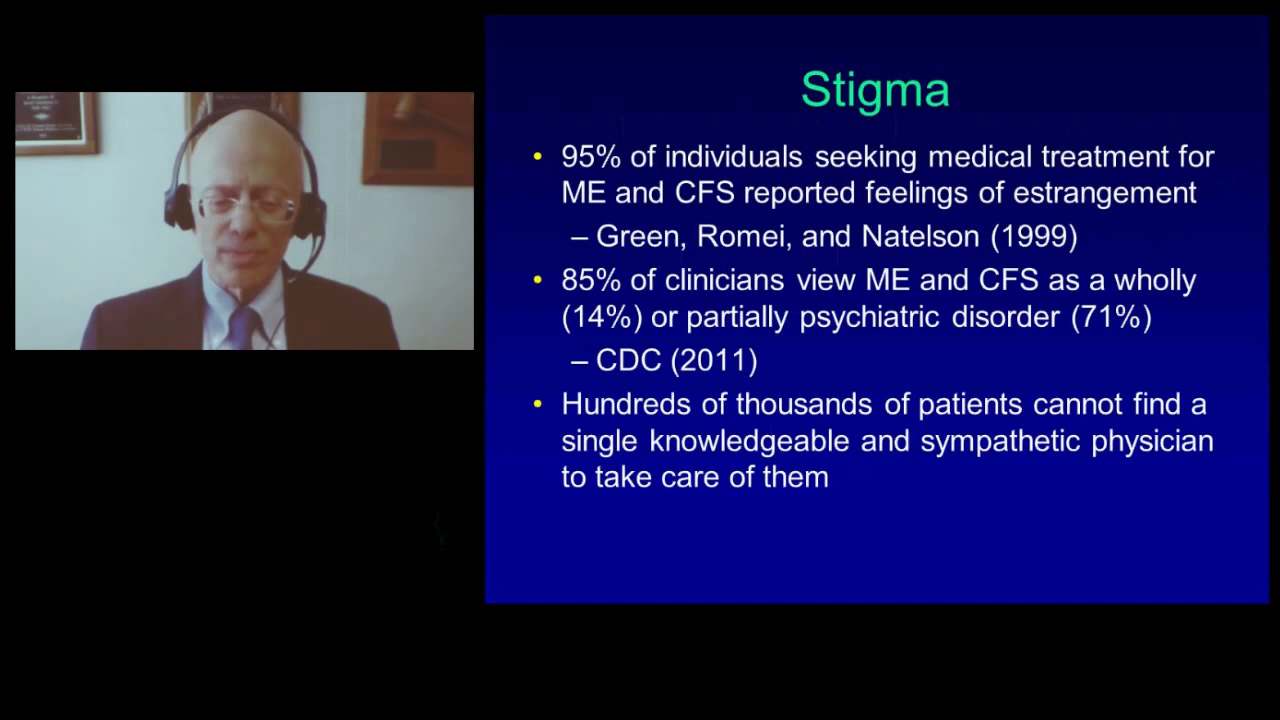 Stigma
• 95% of individuals seeking medical treatment for
ME and CFS reported feelings of estrangement
– Green, Romei, and Natelson (1999)
• 85% of clinicians view ME and CFS as a wholly
(14%) or partially psychiatric disorder (71%)
– CDC (2011)
• Hundreds of thousands of patients cannot find a
single knowledgeable and sympathetic physician
to take care of them